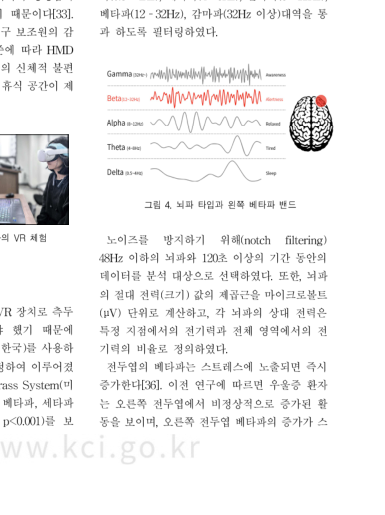 때문이다[33].
구 보조원의 감
에 따라 HMD
의 신체적 불편
휴식 공간이 제
의 VR 체험
VR 장치로 측두
했기 때문에
한국)를 사용하
하여 이루어졌
rass System(미
베타파, 세타파
p<0.001)를 보
베타파(12-32Hz), 감마파(32Hz 이상)대역을 통
과 하도록 필터링하였다.
Gamma (32Hz~) Awareness
Beta (12-32Hz) Alertness
Alpha (8-12Hz) Relaxed
Theta (4-8Hz) Tired
Delta (0.5-4Hz) Sleep
그림 4. 뇌파 타입과 왼쪽 베타파 밴드
노이즈를 방지하기 위해(notch filtering)
48Hz 이하의 뇌파와 120초 이상의 기간 동안의
데이터를 분석 대상으로 선택하였다. 또한, 뇌파
의 절대 전력(크기) 값의 제곱근을 마이크로볼트
(μV) 단위로 계산하고, 각 뇌파의 상대 전력은
특정 지점에서의 전기력과 전체 영역에서의 전
기력의 비율로 정의하였다.
전두엽의 베타파는 스트레스에 노출되면 즉시
증가한다[36]. 이전 연구에 따르면 우울증 환자
는 오른쪽 전두엽에서 비정상적으로 증가된 활
동을 보이며, 오른쪽 전두엽 베타파의 증가가 스
www.kci.go.kr